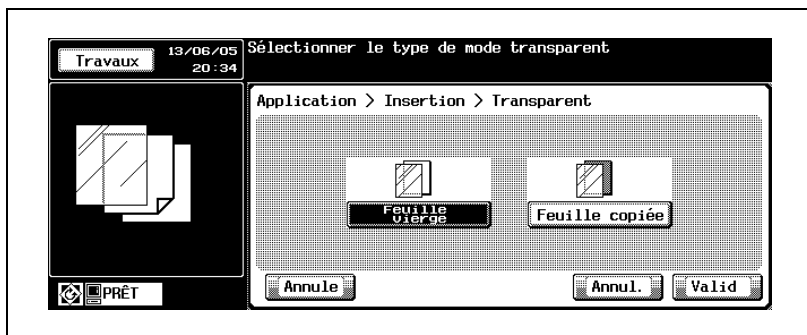 Travaux
13/06/05
20:34
Sélectionner le type de mode transparent
Application > Insertion > Transparent
Feuille
vierge
Feuille copiée
PRÊT
Annule
Annul.
Valid